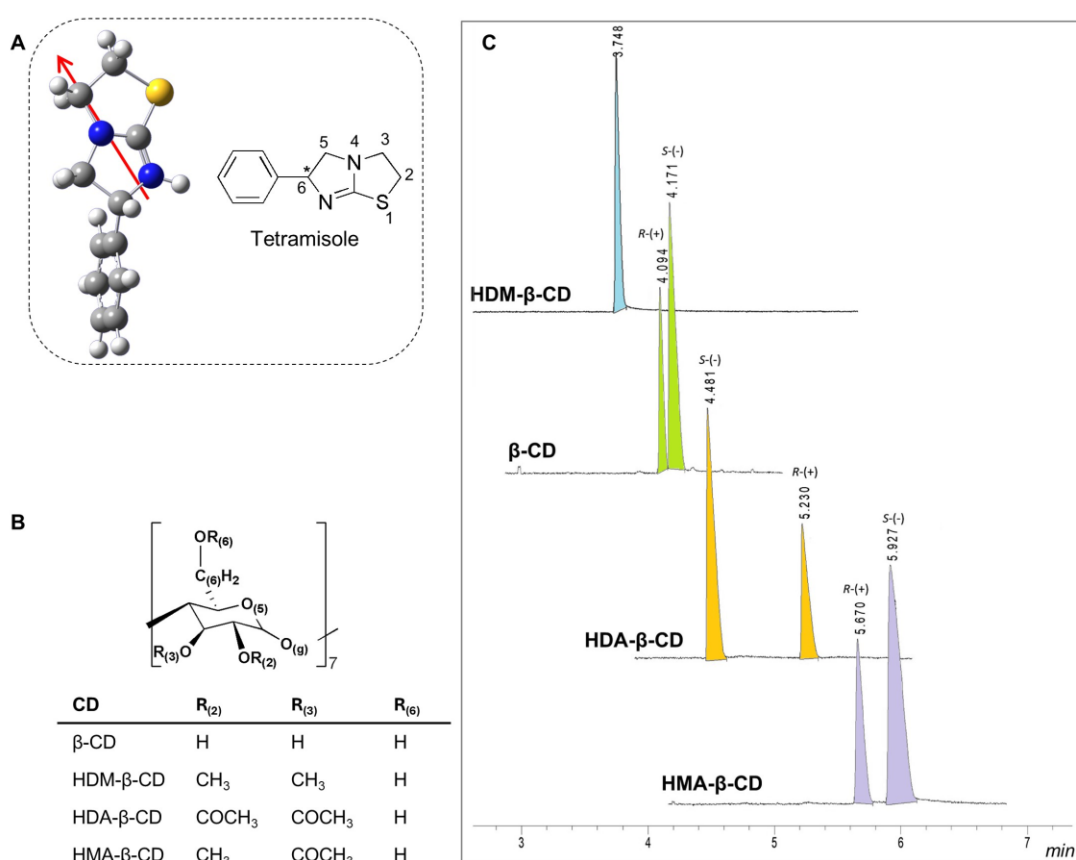 A
5
4
3
N
*
6
2
N
S
1
Tetramisole
B
OR(6)
C(6)H2
O(5)
R(3)O
OR(2)
O(g)
7
CD R(2) R(3) R(6)
β-CD H H H
HDM-β-CD CH3 CH3 H
HDA-β-CD COCH3 COCH3 H
HMA-β-CD CH3 COCH3 H
C
3.748
HDM-β-CD
R-(+)
4.094
S-(-)
4.171
β-CD
S-(-)
4.481
R-(+)
5.230
HDA-β-CD
R-(+)
5.670
S-(-)
5.927
HMA-β-CD
3 4 5 6 7 min